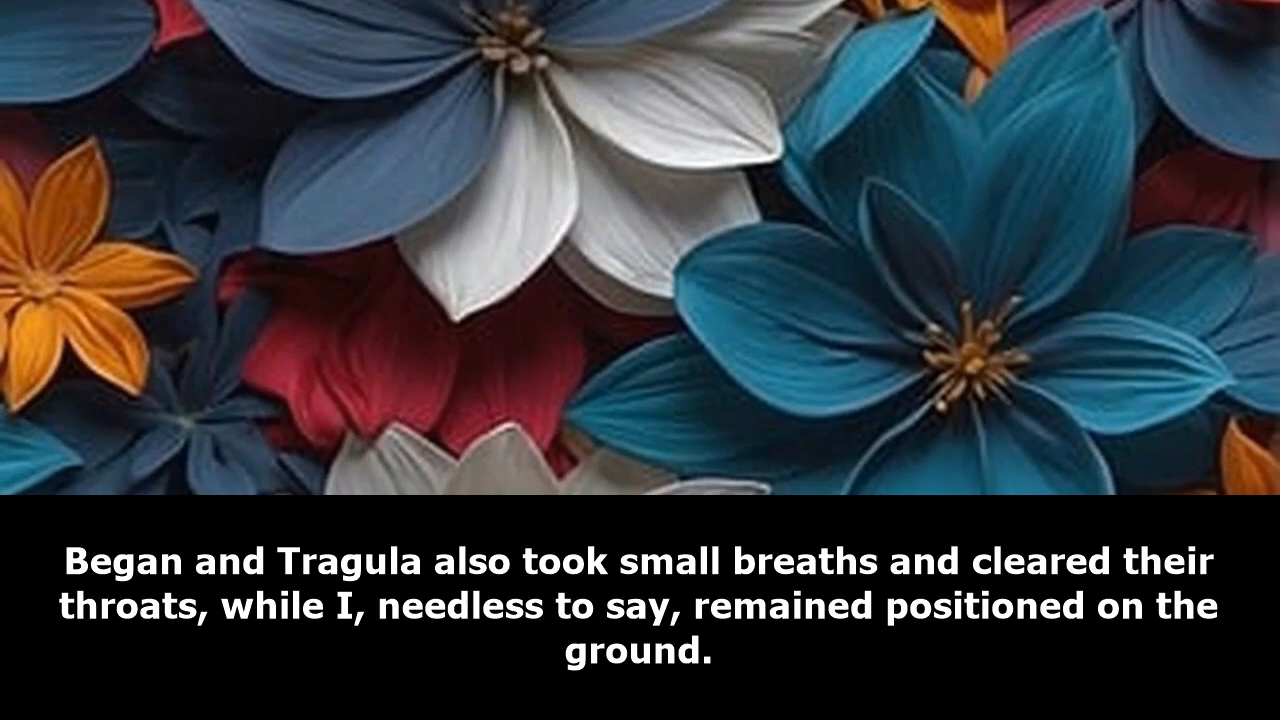 Began and Tragula also took small breaths and cleared their
throats, while I, needless to say, remained positioned on the
ground.